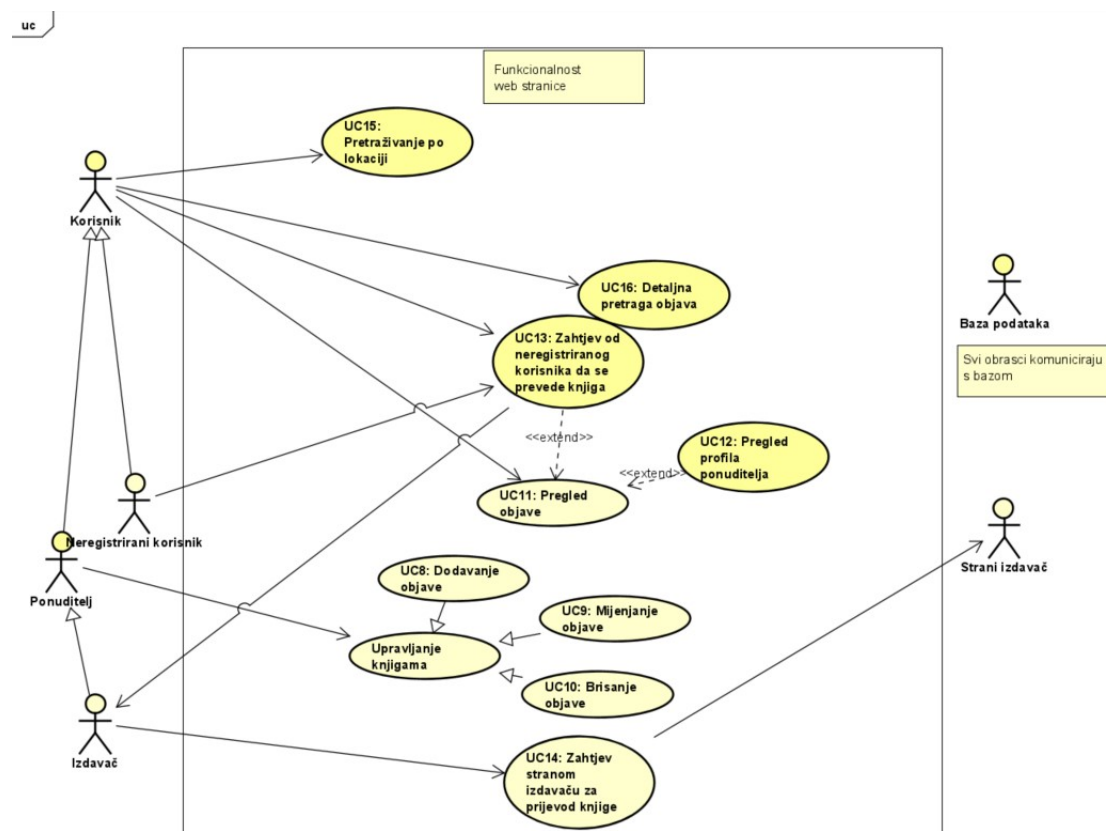 uc
Funkcionalnost
web stranice
UC15:
Pretraživanje po
lokaciji
Korisnik
UC16: Detaljna
pretraga objava
Baza podataka
UC13: Zahtjev od
neregistriranog
korisnika da se
prevede knjiga
Svi obrasci komuniciraju
s bazom
<<extend>>
UC12: Pregled
profila
ponuditelja
<<extend>>
UC11: Pregled
objave
Neregistrirani korisnik
Strani izdavač
Ponuditelj
UC8: Dodavanje
objave
UC9: Mijenjanje
objave
Upravljanje
knjigama
UC10: Brisanje
objave
Izdavač
UC14: Zahtjev
stranom
izdavaču za
prijevod knjige